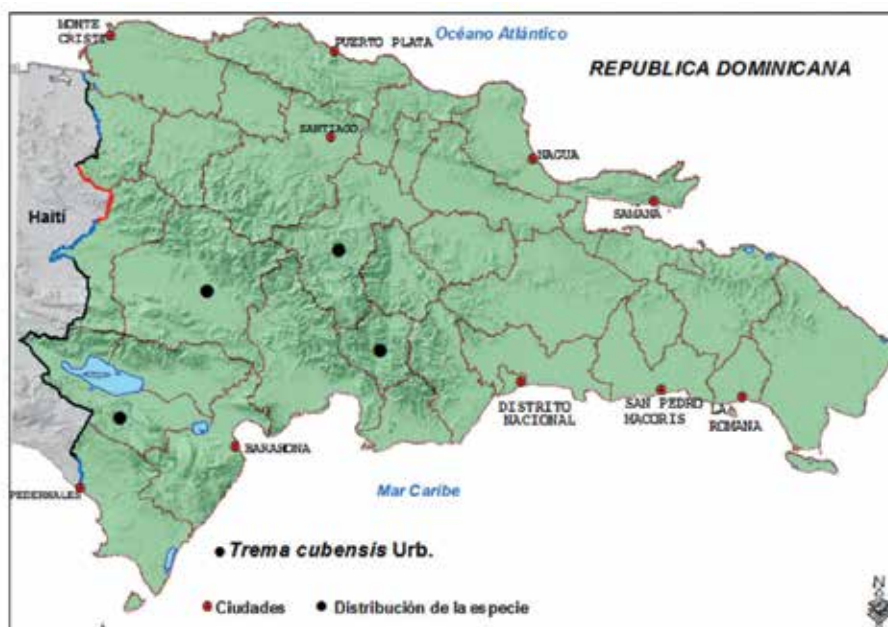 MONTE
CRISTI
PUERTO PLATA
Océano Atlántico
REPUBLICA DOMINICANA
SANTIAGO
NAGUA
SAMANA
Haití
DISTRITO
NACIONAL
SAN PEDRO
MACORIS
LA
ROMANA
BARAHONA
PEDERNALES
Mar Caribe
Trema cubensis Urb.
Ciudades
Distribución de la especie
N